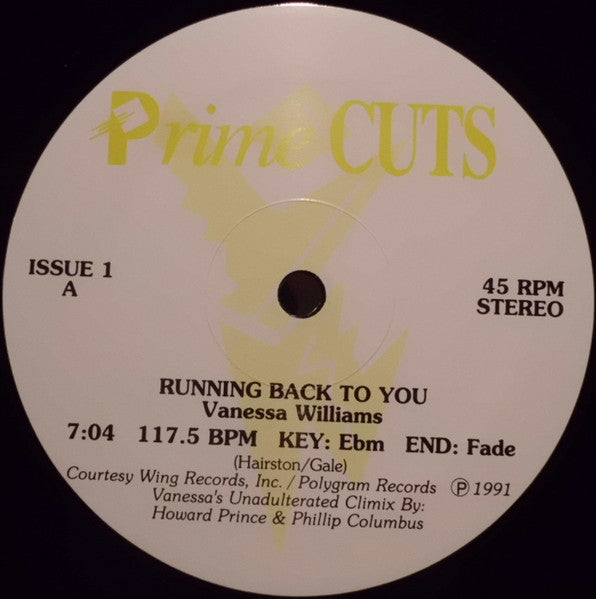 Prime CUTS
ISSUE 1
A
45 RPM
STEREO
RUNNING BACK TO YOU
Vanessa Williams
7:04 117.5 BPM KEY: Ebm END: Fade
(Hairston/Gale)
Courtesy Wing Records, Inc. / Polygram Records ℗ 1991
Vanessa's Unadulterated Climix By:
Howard Prince & Phillip Columbus